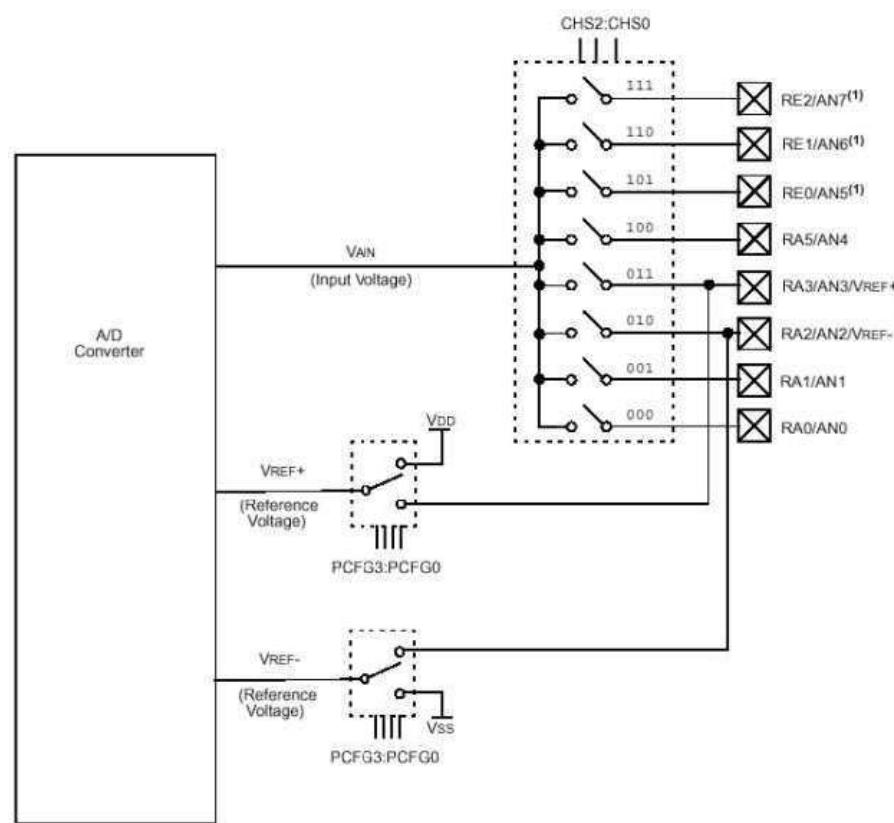 CHS2:CHS0
111
RE2/AN7(1)
110
RE1/AN6(1)
101
RE0/AN5(1)
100
RA5/AN4
VAIN
(Input Voltage)
011
RA3/AN3/VREF+
010
RA2/AN2/VREF-
A/D
Converter
001
RA1/AN1
000
RA0/AN0
VDD
VREF+
(Reference
Voltage)
PCFG3:PCFG0
VREF-
(Reference
Voltage)
VSS
PCFG3:PCFG0